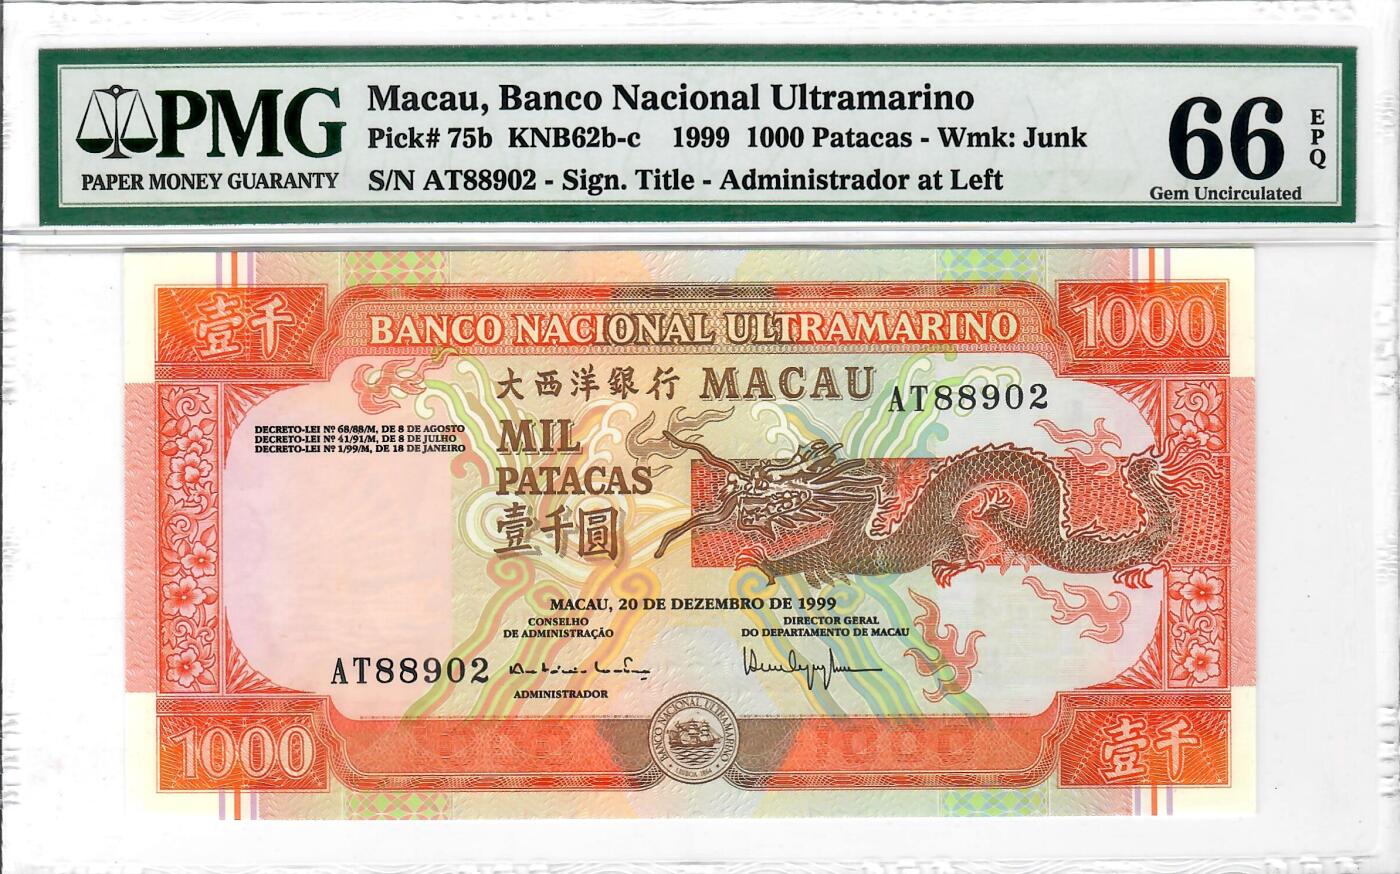 PMG
PAPER MONEY GUARANTY
Macau, Banco Nacional Ultramarino
Pick# 75b KNB62b-c 1999 1000 Patacas - Wmk: Junk
S/N AT88902 - Sign. Title - Administrador at Left
66
EPQ
Gem Uncirculated
壹千
BANCO NACIONAL ULTRAMARINO
1000
大西洋銀行 MACAU
AT88902
DECRETO-LEI Nº 68/88/M, DE 8 DE AGOSTO
DECRETO-LEI Nº 41/91/M, DE 8 DE JULHO
DECRETO-LEI Nº 1/99/M, DE 18 DE JANEIRO
MIL
PATACAS
壹千圓
MACAU, 20 DE DEZEMBRO DE 1999
CONSELHO
DE ADMINISTRAÇÃO
DIRECTOR GERAL
DO DEPARTAMENTO DE MACAU
AT88902
ADMINISTRADOR
1000
BANCO NACIONAL ULTRAMARINO
LISBOA 1864
1000
壹千